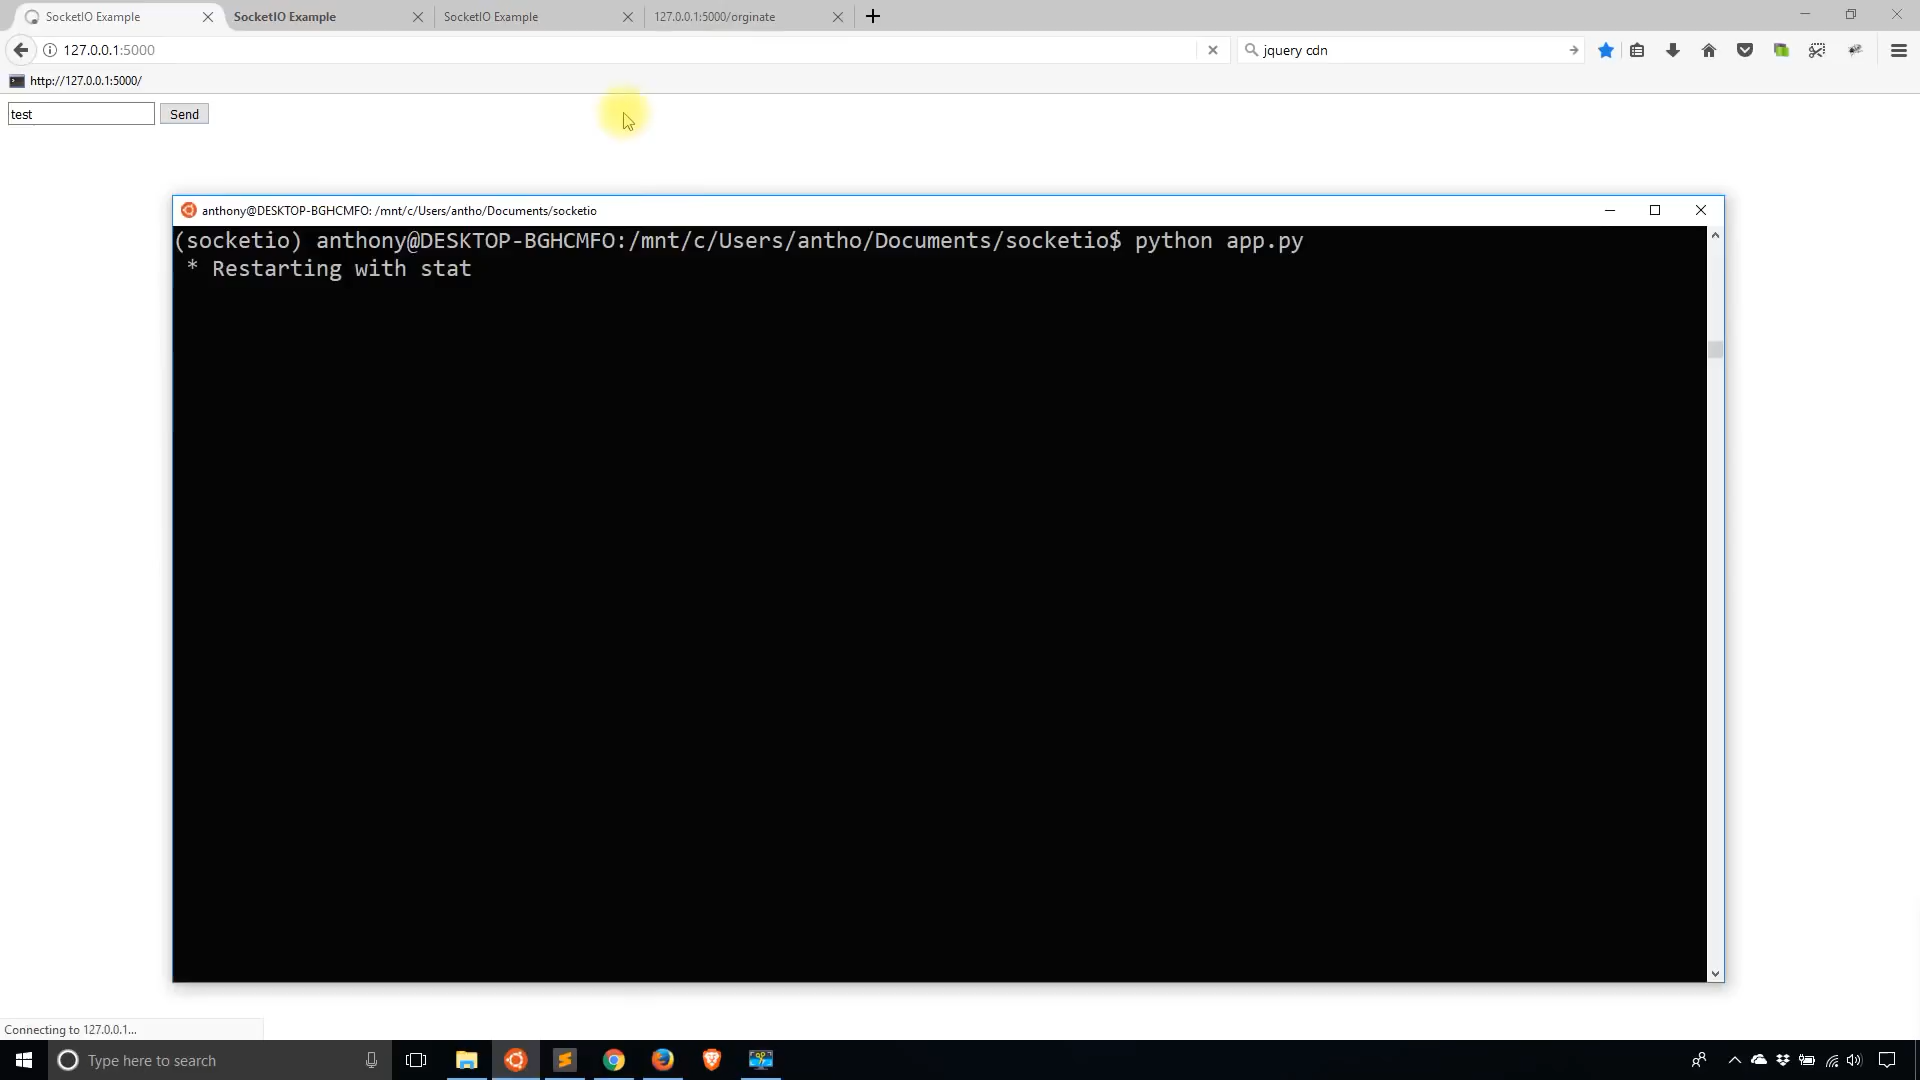 SocketIO Example
SocketIO Example
SocketIO Example
127.0.0.1:5000/orginate
127.0.0.1:5000
jquery cdn
http://127.0.0.1:5000/
test
Send
anthony@DESKTOP-BGHCMFO: /mnt/c/Users/antho/Documents/socketio
(socketio) anthony@DESKTOP-BGHCMFO:/mnt/c/Users/antho/Documents/socketio$ python app.py
* Restarting with stat
Connecting to 127.0.0.1...
Type here to search